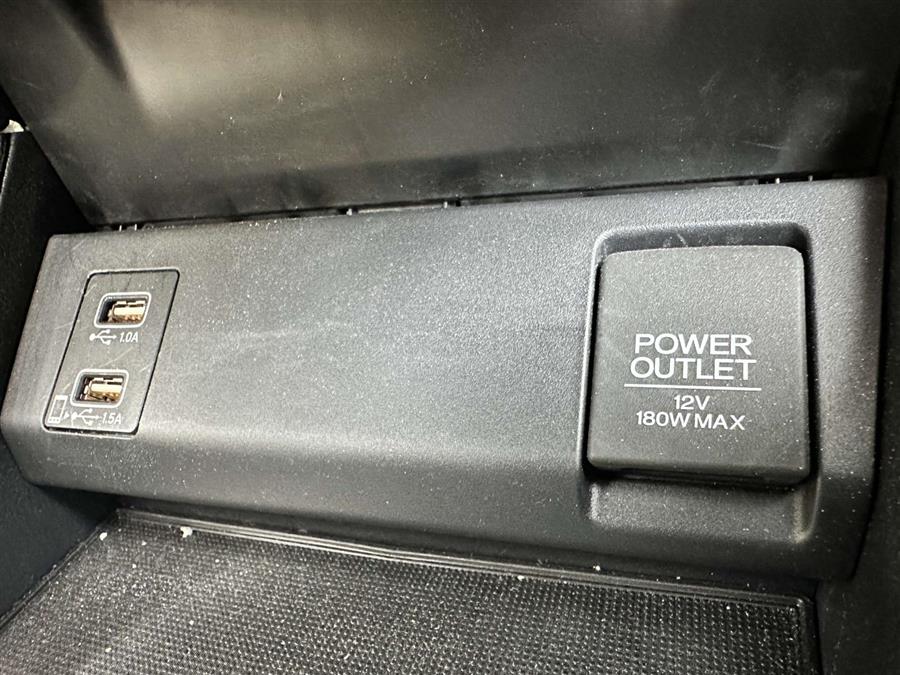 1.0A
1.5A
POWER
OUTLET
12V
180W MAX